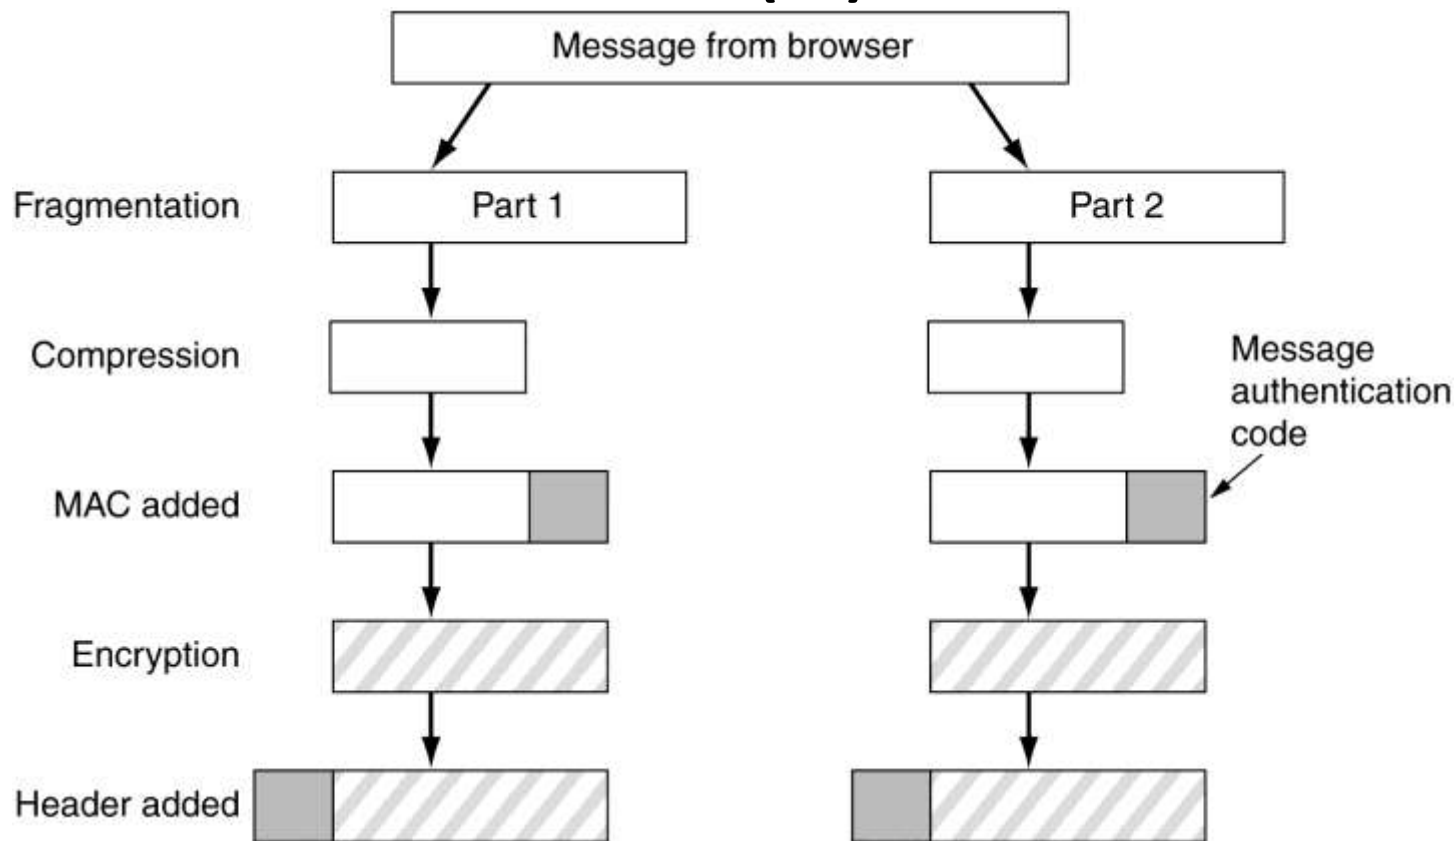 Message from browser
Fragmentation
Part 1
Part 2
Compression
Message
authentication
code
MAC added
Encryption
Header added